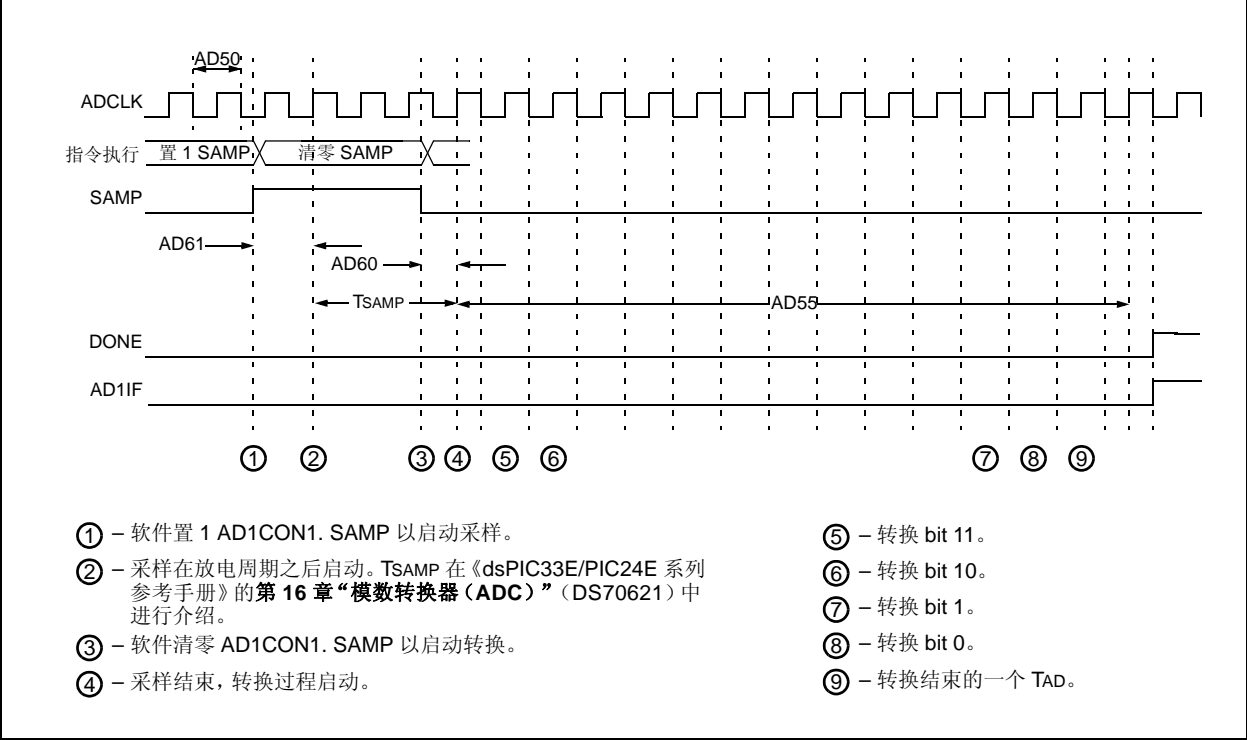 AD50
ADCLK
指令执行
置 1 SAMP
清零 SAMP
SAMP
AD61
AD60
TSAMP
AD55
DONE
AD1IF
1 2 3 4 5 6 7 8 9
① – 软件置 1 AD1CON1. SAMP 以启动采样。
② – 采样在放电周期之后启动。TSAMP 在《dsPIC33E/PIC24E 系列
参考手册》的第 16 章“模数转换器（ADC）”（DS70621）中
进行介绍。
③ – 软件清零 AD1CON1. SAMP 以启动转换。
④ – 采样结束，转换过程启动。
⑤ – 转换 bit 11。
⑥ – 转换 bit 10。
⑦ – 转换 bit 1。
⑧ – 转换 bit 0。
⑨ – 转换结束的一个 TAD。